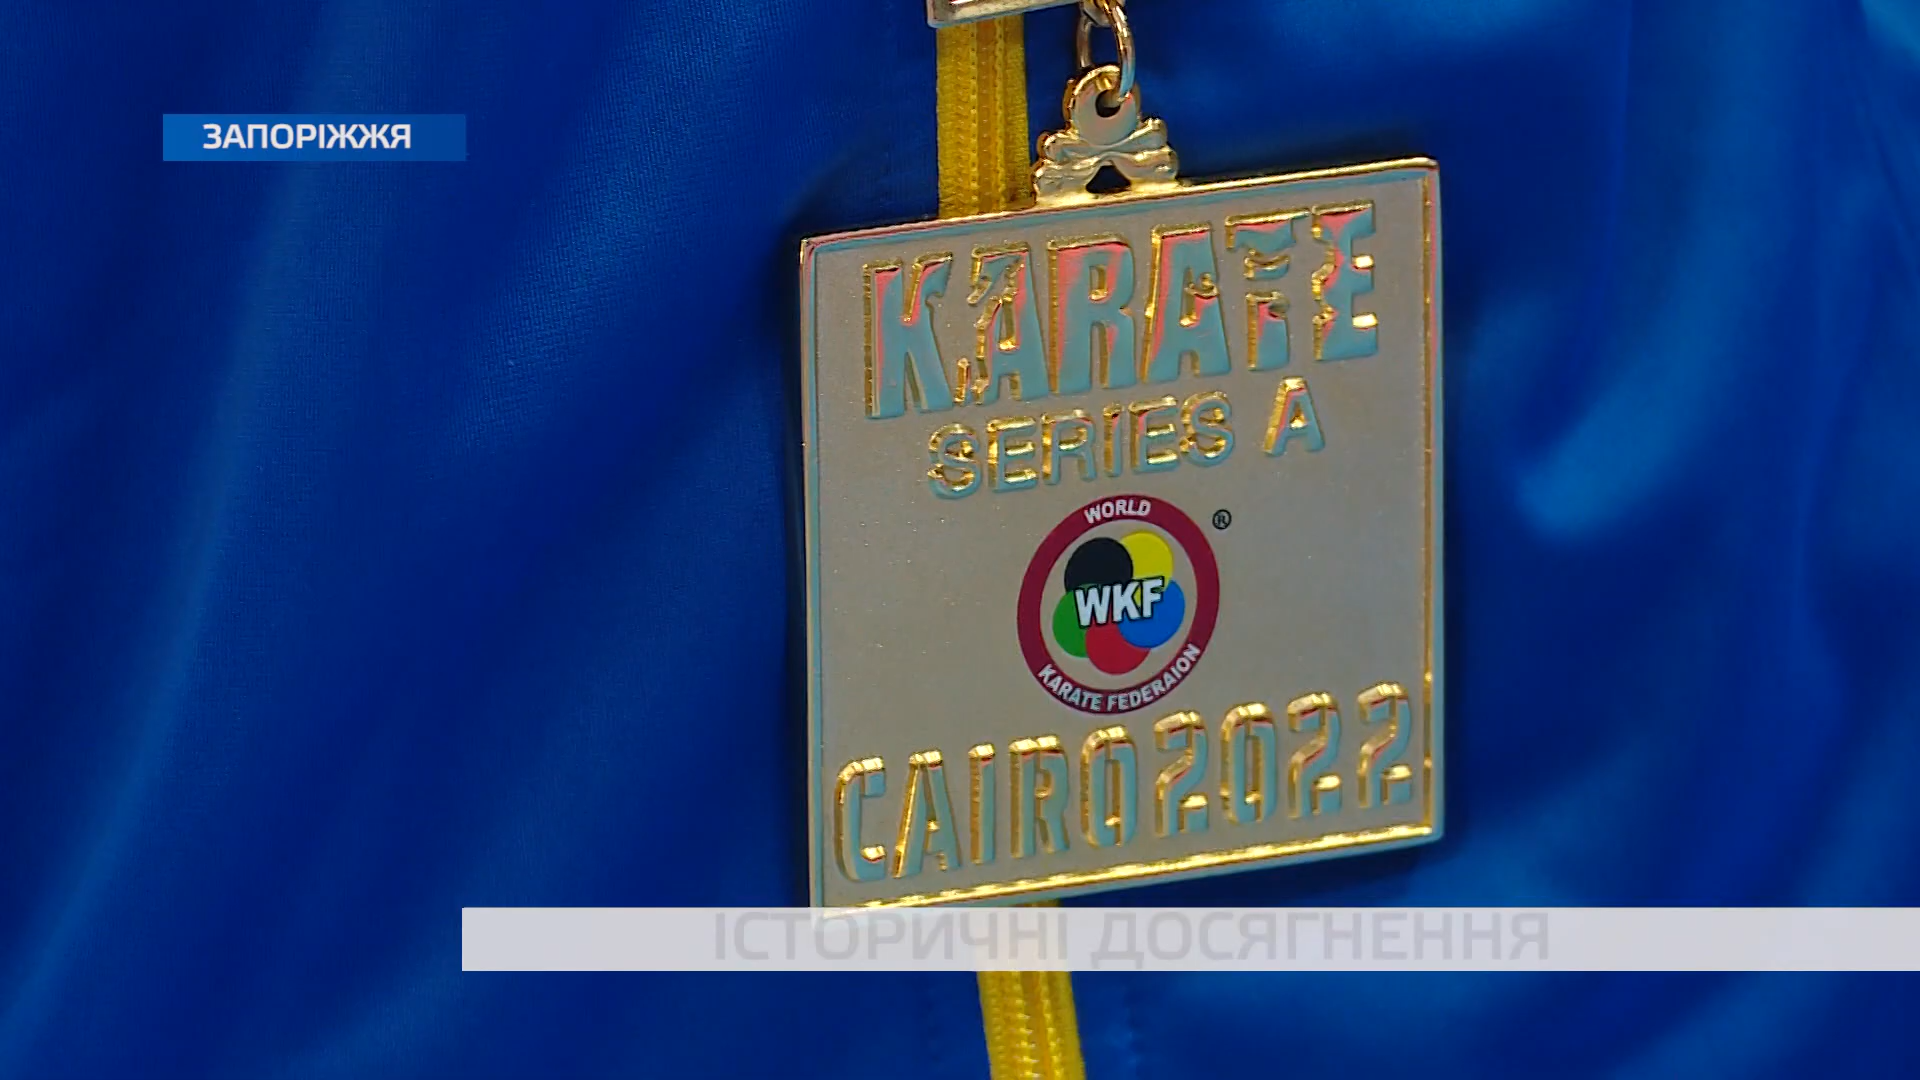 ЗАПОРІЖЖЯ
KARATE
SERIES A
WORLD
®
WKF
KARATE FEDERAION
CAIRO2022
ІСТОРИЧНІ ДОСЯГНЕННЯ